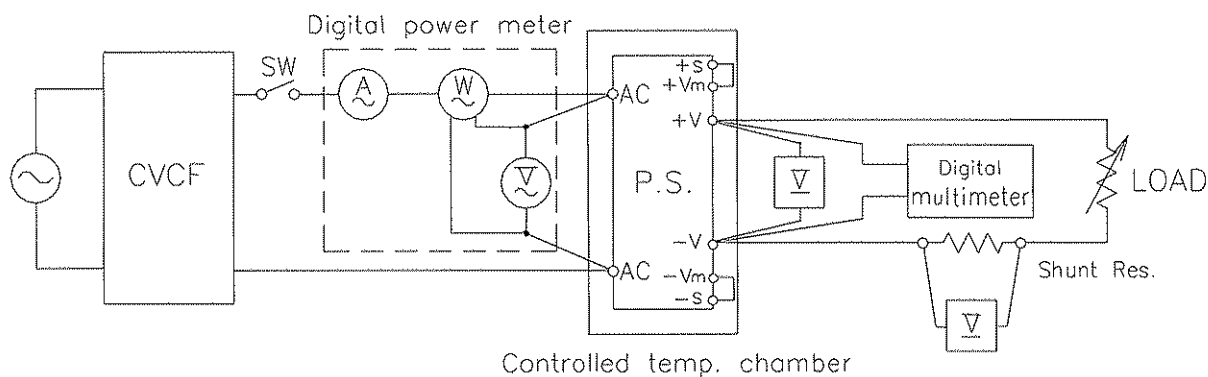 Digital power meter
SW
A
W
V
CVCF
AC
AC
P.S.
+S
+Vm
+V
-V
-Vm
-S
V
Digital
multimeter
LOAD
Shunt Res.
V
Controlled temp. chamber